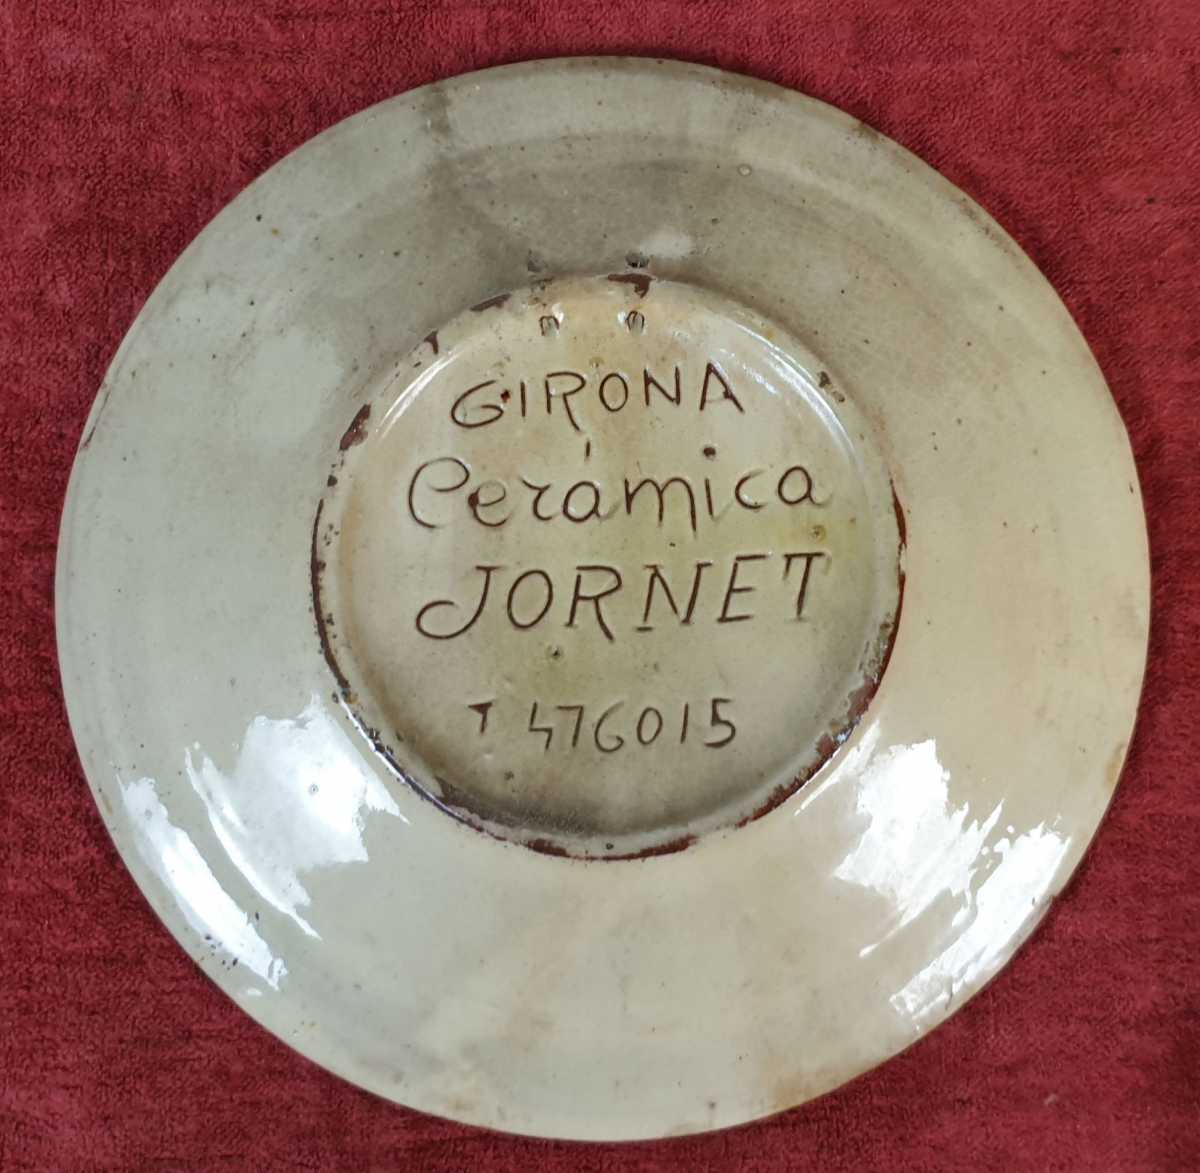 GIRONA
Cerámica
JORNET
T 476015